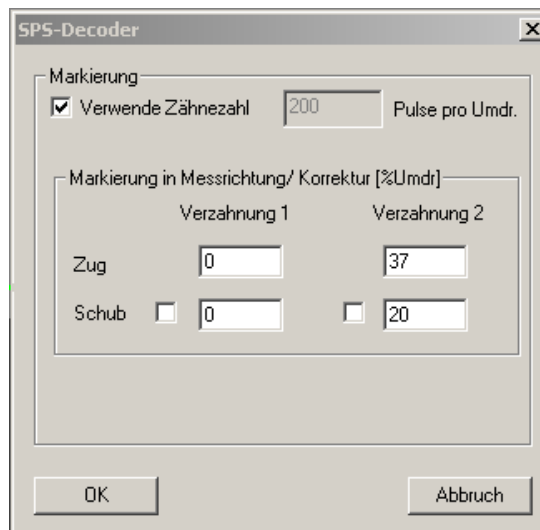 SPS-Decoder
Markierung
Verwende Zähnezahl 200 Pulse pro Umdr.
Markierung in Messrichtung/ Korrektur [%Umdr]
Verzahnung 1 Verzahnung 2
Zug 0 37
Schub 0 20
OK Abbruch